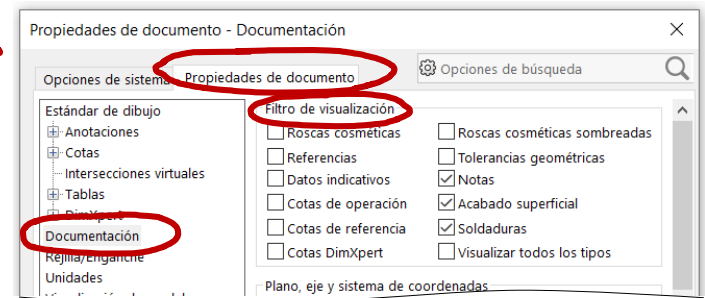 Propiedades de documento - Documentación
Opciones de sistema
Propiedades de documento
Opciones de búsqueda
Estándar de dibujo
Anotaciones
Cotas
Intersecciones virtuales
Tablas
DimXpert
Documentación
Rejilla/Enganche
Unidades
Filtro de visualización
Roscas cosméticas
Roscas cosméticas sombreadas
Referencias
Tolerancias geométricas
Datos indicativos
Notas
Cotas de operación
Acabado superficial
Cotas de referencia
Soldaduras
Cotas DimXpert
Visualizar todos los tipos
Plano, eje y sistema de coordenadas